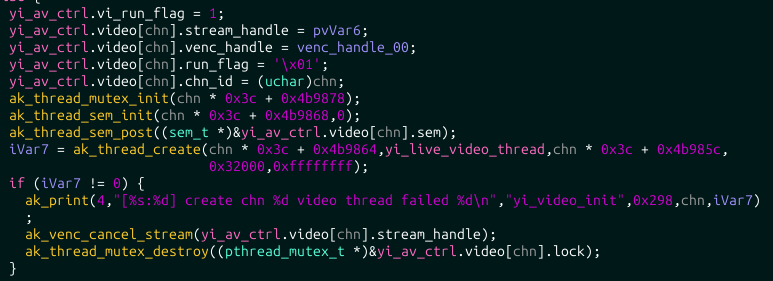 yi_av_ctrl.vi_run_flag = 1;
yi_av_ctrl.video[chn].stream_handle = pvVar6;
yi_av_ctrl.video[chn].venc_handle = venc_handle_00;
yi_av_ctrl.video[chn].run_flag = '\x01';
yi_av_ctrl.video[chn].chn_id = (uchar)chn;
ak_thread_mutex_init(chn * 0x3c + 0x4b9878);
ak_thread_sem_init(chn * 0x3c + 0x4b9868,0);
ak_thread_sem_post((sem_t *)&yi_av_ctrl.video[chn].sem);
iVar7 = ak_thread_create(chn * 0x3c + 0x4b9864,yi_live_video_thread,chn * 0x3c + 0x4b985c,
0x32000,0xffffffff);
if (iVar7 != 0) {
ak_print(4,"[%s:%d] create chn %d video thread failed %d\n","yi_video_init",0x298,chn,iVar7)
;
ak_venc_cancel_stream(yi_av_ctrl.video[chn].stream_handle);
ak_thread_mutex_destroy((pthread_mutex_t *)&yi_av_ctrl.video[chn].lock);
}